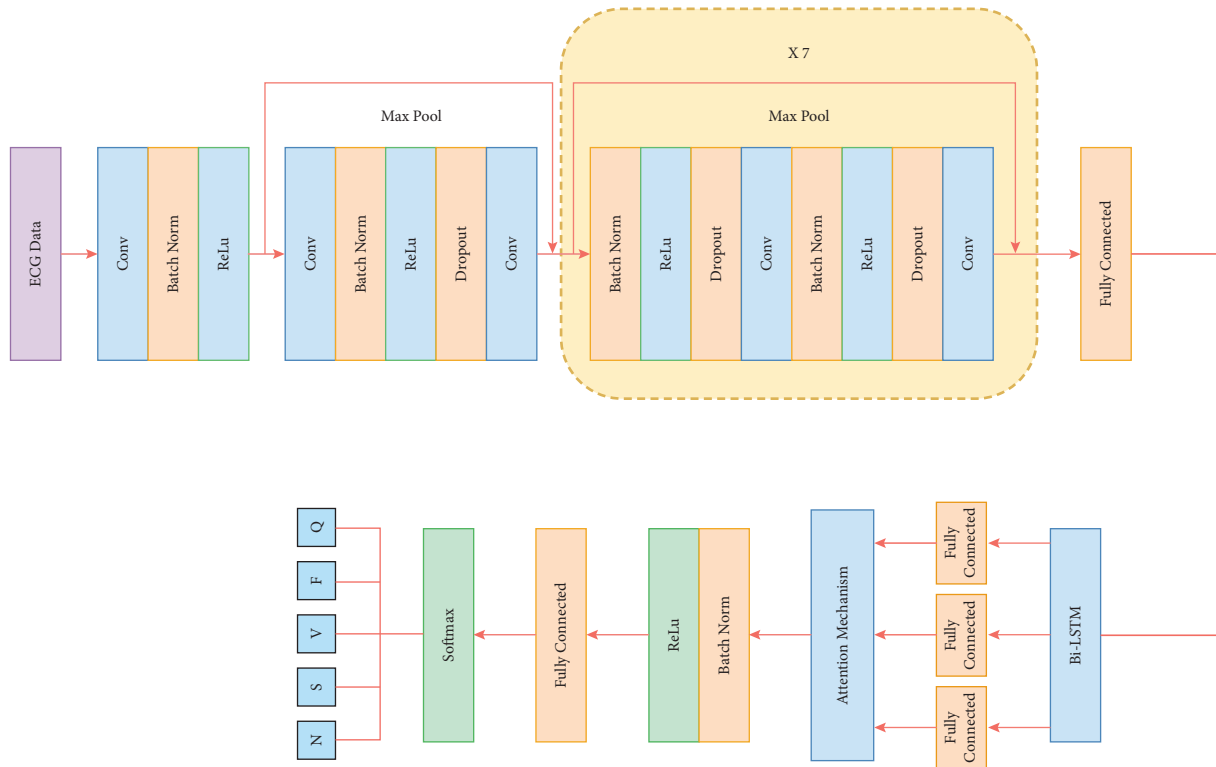 X 7
Max Pool
Max Pool
ECG Data
Conv
Batch Norm
ReLu
Conv
Batch Norm
ReLu
Dropout
Conv
Batch Norm
ReLu
Dropout
Conv
Batch Norm
ReLu
Dropout
Conv
Fully Connected
Q
F
V
S
N
Softmax
Fully Connected
ReLu
Batch Norm
Attention Mechanism
Fully
Connected
Fully
Connected
Fully
Connected
Bi-LSTM